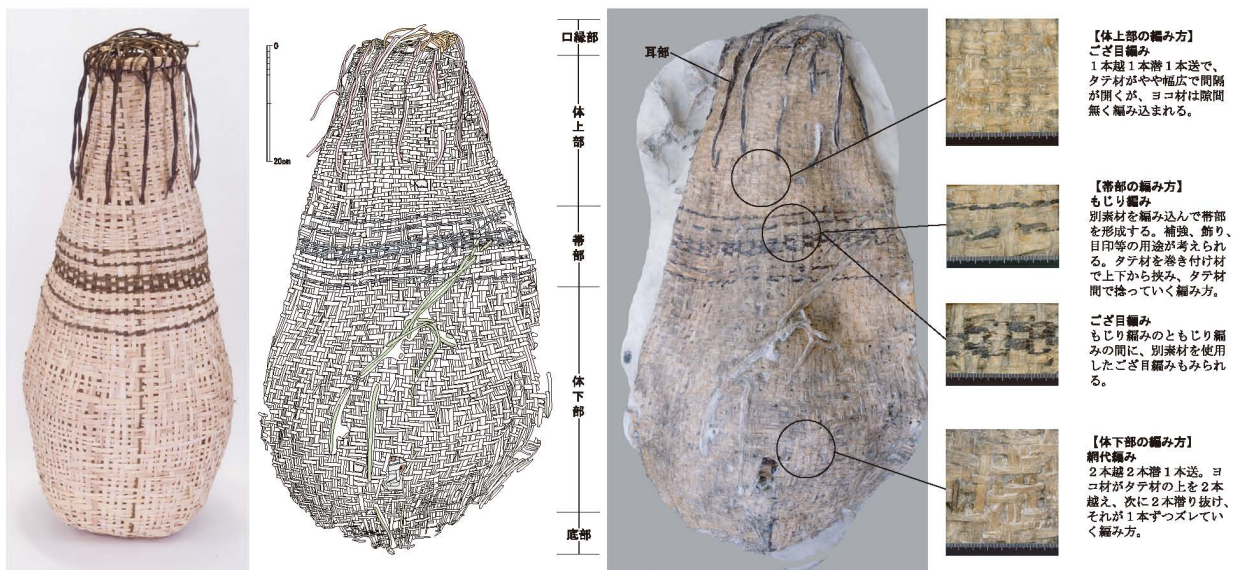 0
20cm
口縁部
体上部
帯部
体下部
底部
耳部
【体上部の編み方】
ござ目編み
1本越1本潜1本送で、
タテ材がやや幅広で間隔
が開くが、ヨコ材は隙間
無く編み込まれる。
【帯部の編み方】
もじり編み
別素材を編み込んで帯部
を形成する。補強、飾り、
目印等の用途が考えられ
る。タテ材を巻き付け材
で上下から挟み、タテ材
間で捻っていく編み方。
ござ目編み
もじり編みのともじり編
みの間に、別素材を使用
したござ目編みもみられ
る。
【体下部の編み方】
網代編み
2本越2本潜1本送。ヨ
コ材がタテ材の上を2本
越え、次に2本潜り抜け、
それが1本ずつズレてい
く編み方。